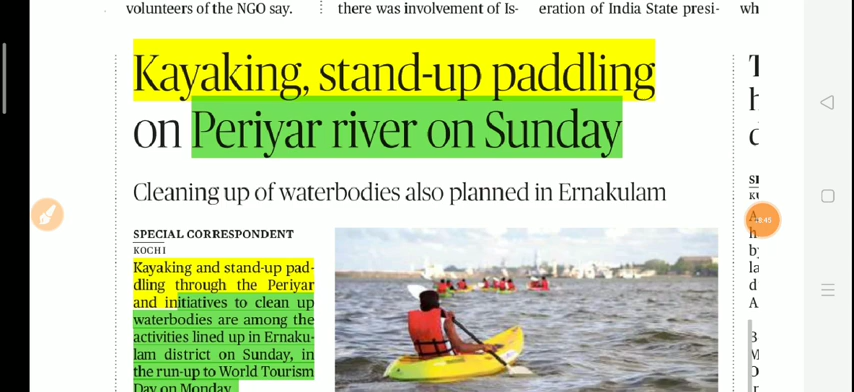 volunteers of the NGO say.
there was involvement of Is-
eration of India State presi-
wh
Kayaking, stand-up paddling
on Periyar river on Sunday
Cleaning up of waterbodies also planned in Ernakulam
SPECIAL CORRESPONDENT
KOCHI
Kayaking and stand-up pad-
dling through the Periyar
and initiatives to clean up
waterbodies are among the
activities lined up in Ernaku-
lam district on Sunday, in
the run-up to World Tourism
Day on Monday.